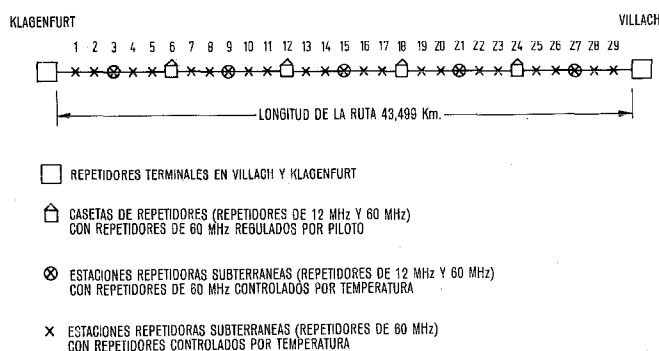 KLAGENFURT
VILLACH
1 2 3 4 5 6 7 8 9 10 11 12 13 14 15 16 17 18 19 20 21 22 23 24 25 26 27 28 29
LONGITUD DE LA RUTA 43,499 Km.
REPETIDORES TERMINALES EN VILLACH Y KLAGENFURT
CASETAS DE REPETIDORES (REPETIDORES DE 12 MHz Y 60 MHz)
CON REPETIDORES DE 60 MHz REGULADOS POR PILOTO
ESTACIONES REPETIDORAS SUBTERRANEAS (REPETIDORES DE 12 MHz Y 60 MHz)
CON REPETIDORES DE 60 MHz CONTROLADOS POR TEMPERATURA
ESTACIONES REPETIDORAS SUBTERRANEAS (REPETIDORES DE 60 MHz)
CON REPETIDORES CONTROLADOS POR TEMPERATURA